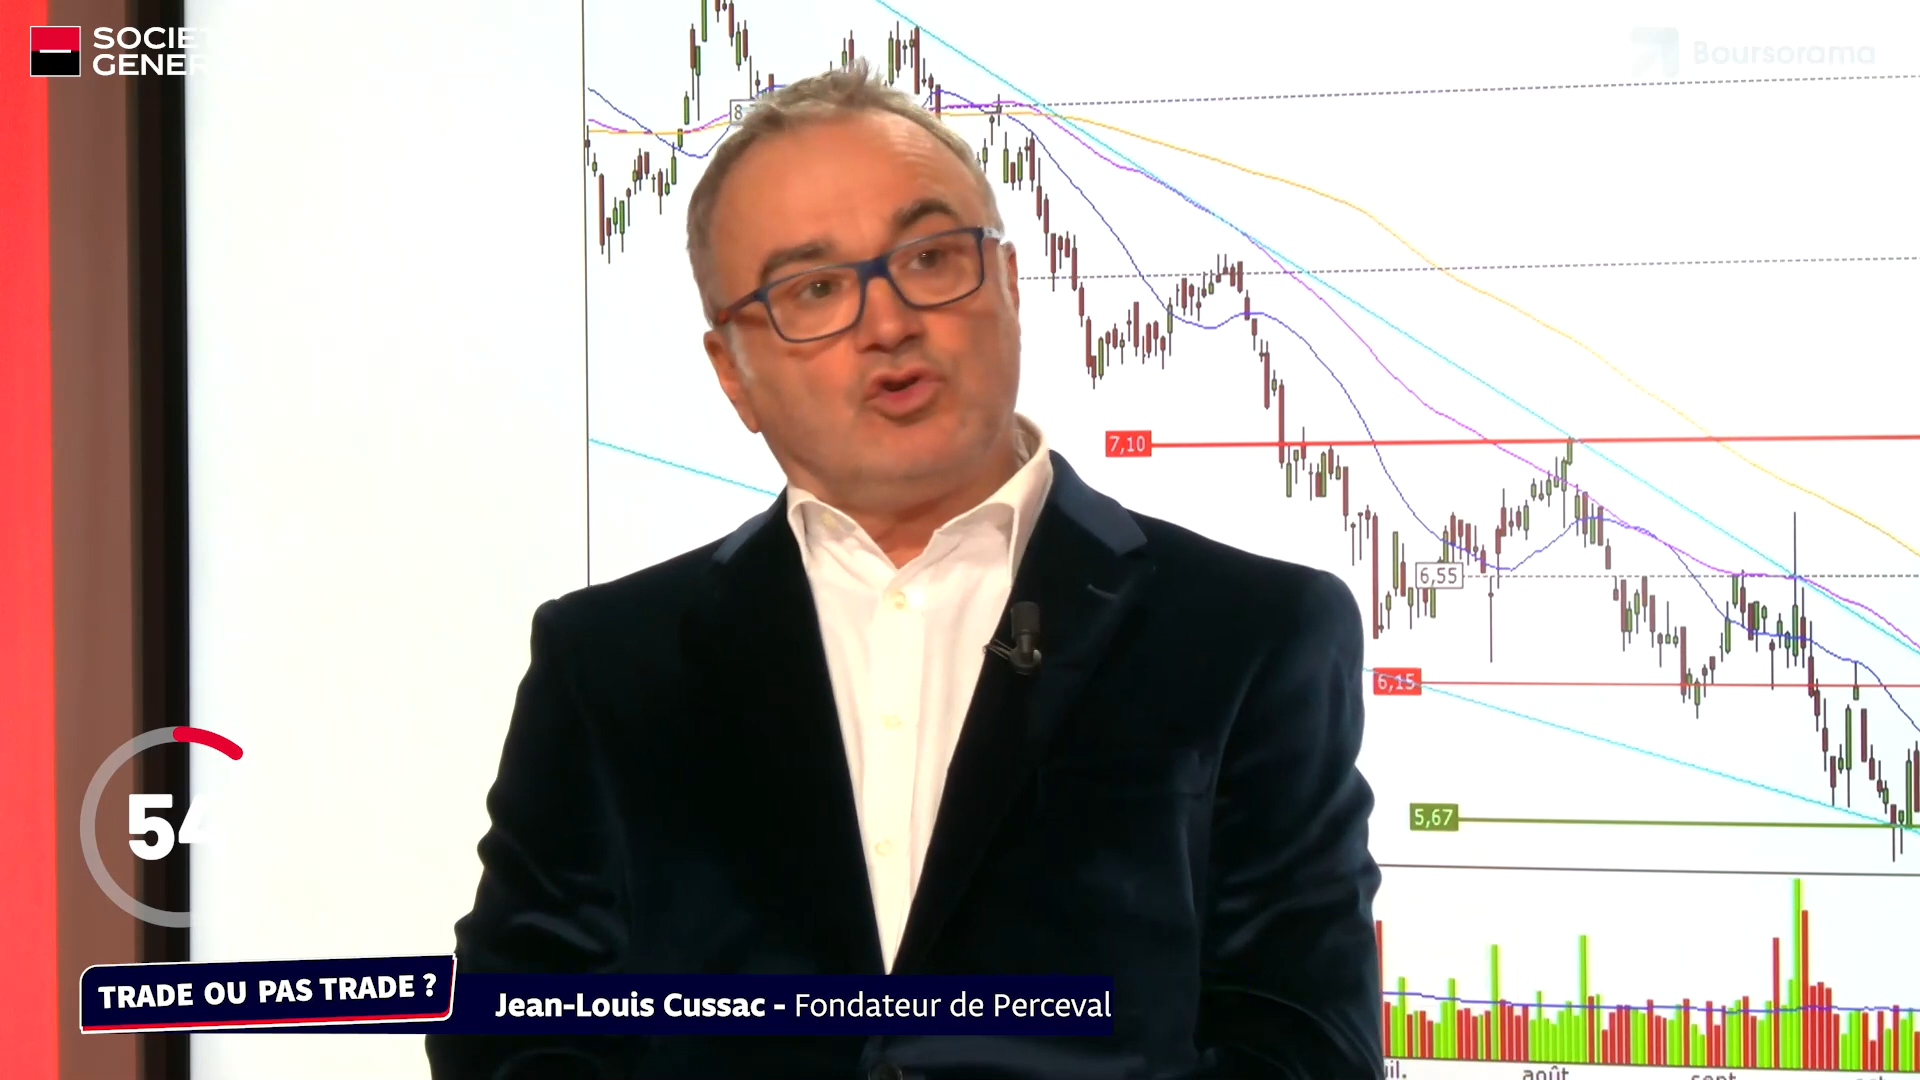 SOCIET
GENER
Boursorama
8
7,10
6,55
6,15
5,67
54
TRADE OU PAS TRADE ?
Jean-Louis Cussac - Fondateur de Perceval
août